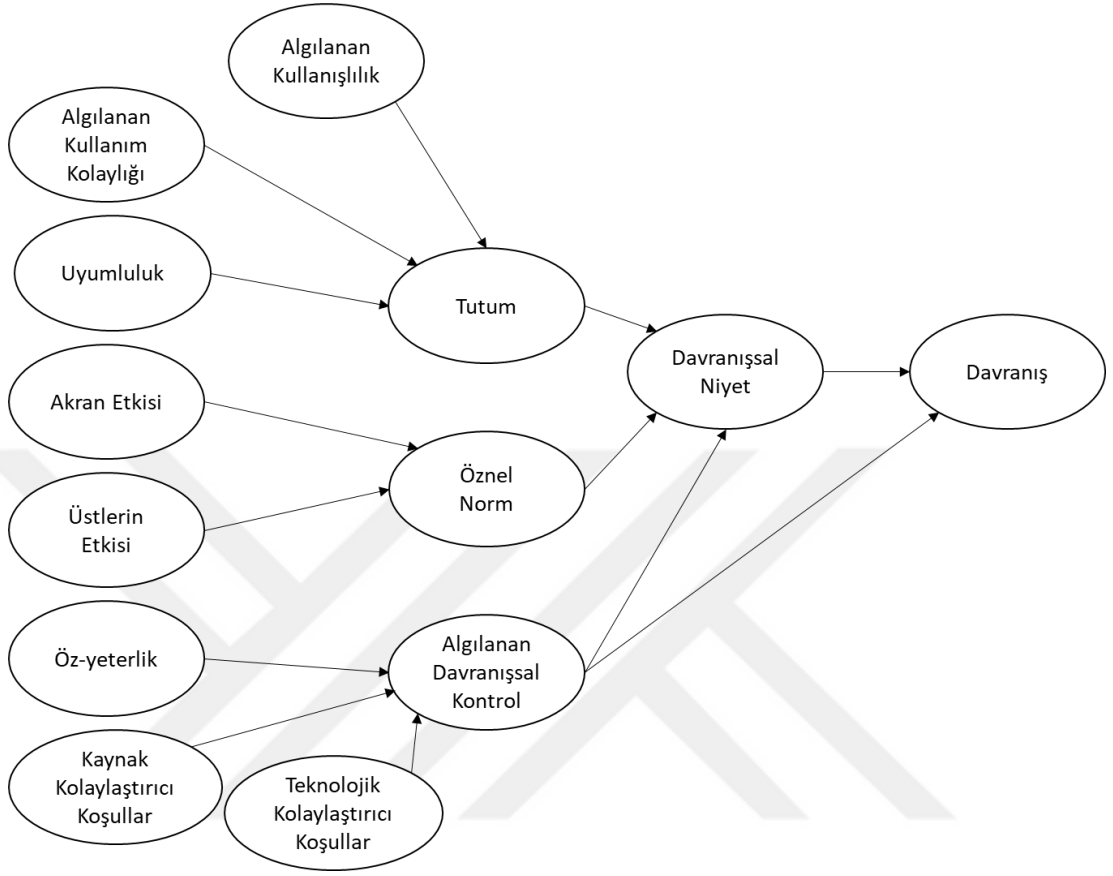 Algılanan
Kullanışlılık
Algılanan
Kullanım
Kolaylığı
Uyumluluk
Tutum
Akran Etkisi
Davranışsal
Niyet
Davranış
Üstlerin
Etkisi
Öznel
Norm
Öz-yeterlik
Algılanan
Davranışsal
Kontrol
Kaynak
Kolaylaştırıcı
Koşullar
Teknolojik
Kolaylaştırıcı
Koşullar